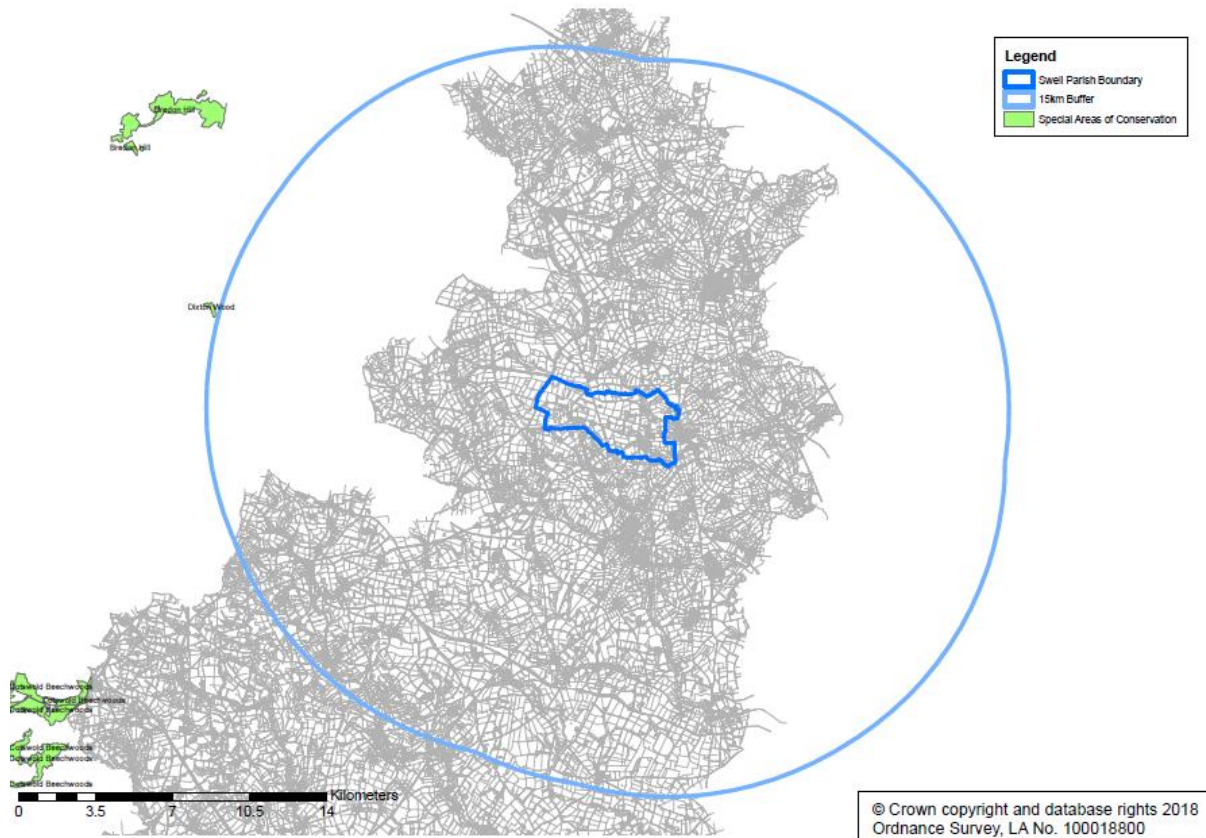 Legend
Swell Parish Boundary
15km Buffer
Special Areas of Conservation
Bredon Hill
Bredon Hill
Dixton Wood
Cotswold Beechwoods
Cotswold Beechwoods
Cotswold Beechwoods
Cotswold Beechwoods
Cotswold Beechwoods
Cotswold Beechwoods
Kilometers
0 3.5 7 10.5 14
© Crown copyright and database rights 2018
Ordnance Survey, LA No. 100018800